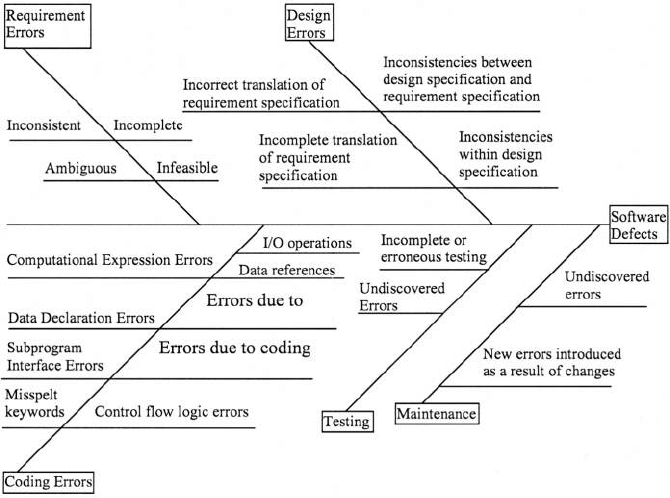 Requirement
Errors
Design
Errors
Incorrect translation of
requirement specification
Inconsistencies between
design specification and
requirement specification
Inconsistent
Incomplete
Incomplete translation
of requirement
specification
Inconsistencies
within design
specification
Ambiguous
Infeasible
Software
Defects
I/O operations
Computational Expression Errors
Data references
Incomplete or
erroneous testing
Undiscovered
errors
Undiscovered
Errors
Errors due to
Data Declaration Errors
Errors due to coding
Subprogram
Interface Errors
New errors introduced
as a result of changes
Misspelt
keywords
Control flow logic errors
Testing
Maintenance
Coding Errors